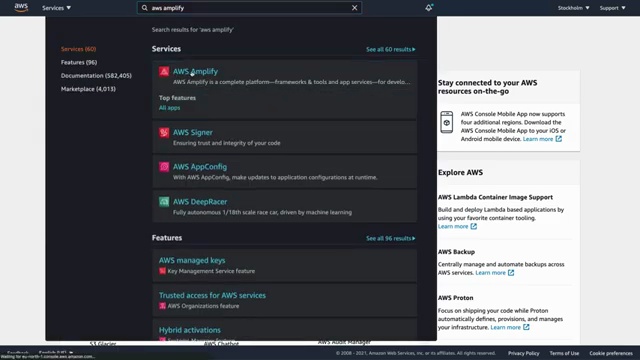 aws
Services ▼
aws amplify
Stockholm ▼
Support ▼
Search results for 'aws amplify'
Services (60)
Features (96)
Documentation (582,405)
Marketplace (4,013)
Services
See all 60 results
AWS Amplify
AWS Amplify is a complete platform—frameworks & tools and app services—for develo...
Top features
All apps
AWS Signer
Ensuring trust and integrity of your code
AWS AppConfig
With AWS AppConfig, make updates to application configurations at runtime.
AWS DeepRacer
Fully autonomous 1/18th scale race car, driven by machine learning
Features
See all 96 results
AWS managed keys
Key Management Service feature
Trusted access for AWS services
AWS Organizations feature
Hybrid activations
Stay connected to your AWS
resources on-the-go
AWS Console Mobile App now supports
four additional regions. Download the
AWS Console Mobile App to your iOS or
Android mobile device. Learn more
Explore AWS
AWS Lambda Container Image Support
Build and deploy Lambda based applications by
using your favorite container tooling.
Learn more
AWS Backup
Centrally manage and automate backups across
AWS services. Learn more
AWS Proton
Focus on shipping your code while Proton
automatically defines, provisions, and manages
your infrastructure. Learn more
S3 Glacier
AWS Chatbot
AWS Audit Manager
© 2008 - 2021, Amazon Web Services, Inc. or its affiliates. All rights reserved.
Privacy Policy
Terms of Use
Cookie preferences